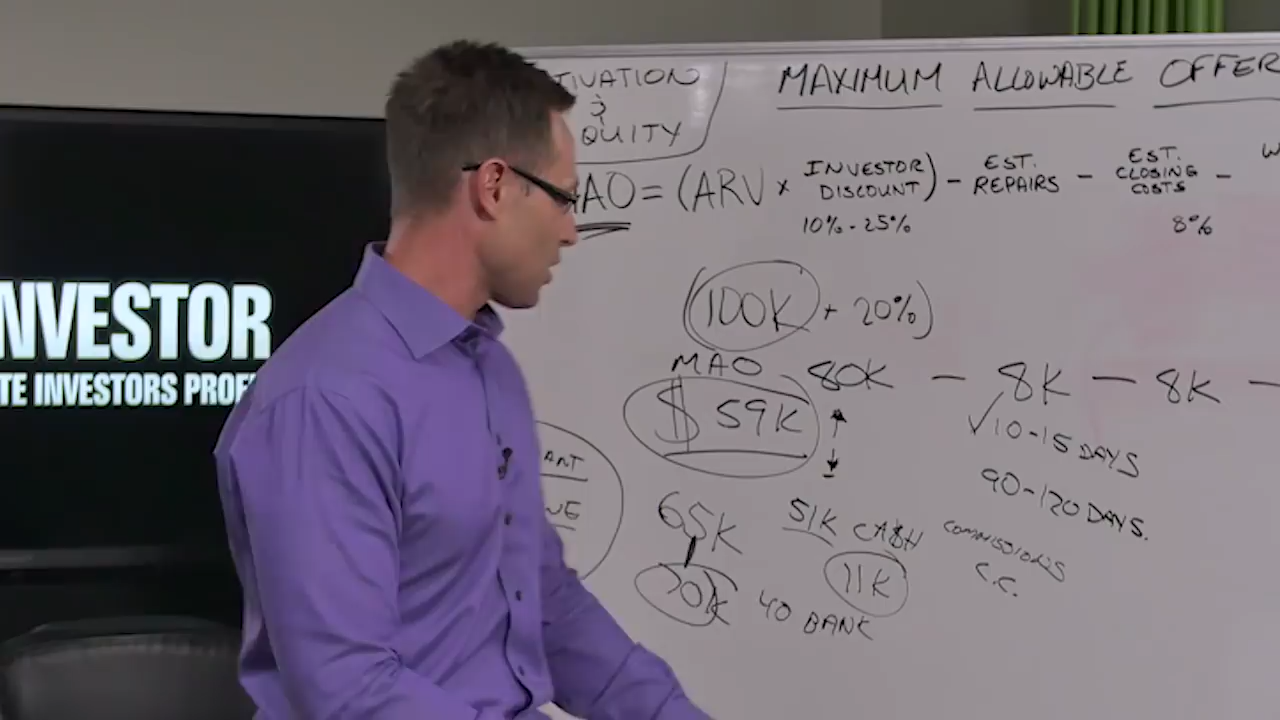 TIVATION
&
QUITY
MAXIMUM ALLOWABLE OFFER
AO = (ARV x INVESTOR DISCOUNT) - EST. REPAIRS - EST. CLOSING COSTS - W
10% - 25%
8%
(100K + 20%)
MAO 80K - 8K - 8K -
$59K
✓10-15 DAYS
90-120 DAYS.
65K
51K CASH
COMMISSIONS
C.C.
70K
11K
40 BANK
ANT
UE
NVESTOR
TE INVESTORS PROF